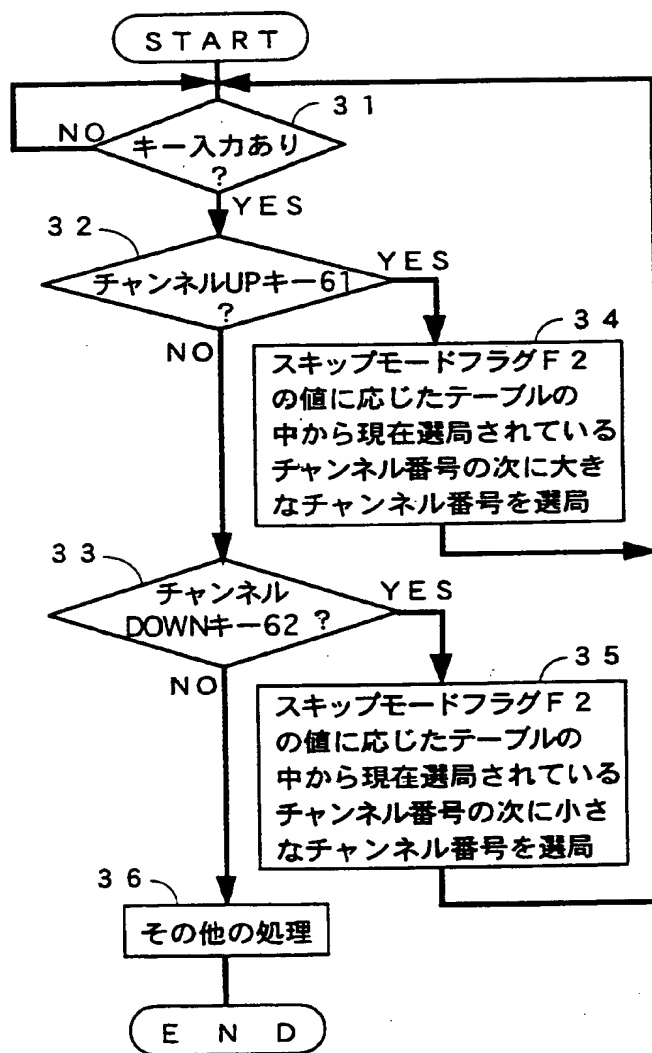 START
31
NO
キー入力あり
?
YES
32
チャンネルUPキー61
?
YES
NO
34
スキップモードフラグF2
の値に応じたテーブルの
中から現在選局されている
チャンネル番号の次に大き
なチャンネル番号を選局
33
チャンネル
DOWNキー62 ?
YES
NO
35
スキップモードフラグF2
の値に応じたテーブルの
中から現在選局されている
チャンネル番号の次に小さ
なチャンネル番号を選局
36
その他の処理
END